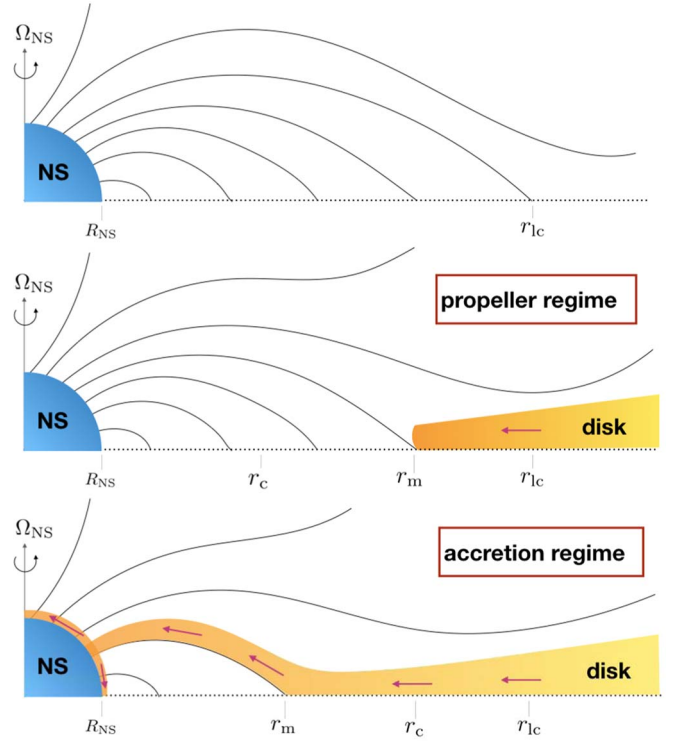 Ω_NS
NS
R_NS r_lc
Ω_NS
propeller regime
NS
disk
R_NS r_c r_m r_lc
Ω_NS
accretion regime
NS
disk
R_NS r_m r_c r_lc